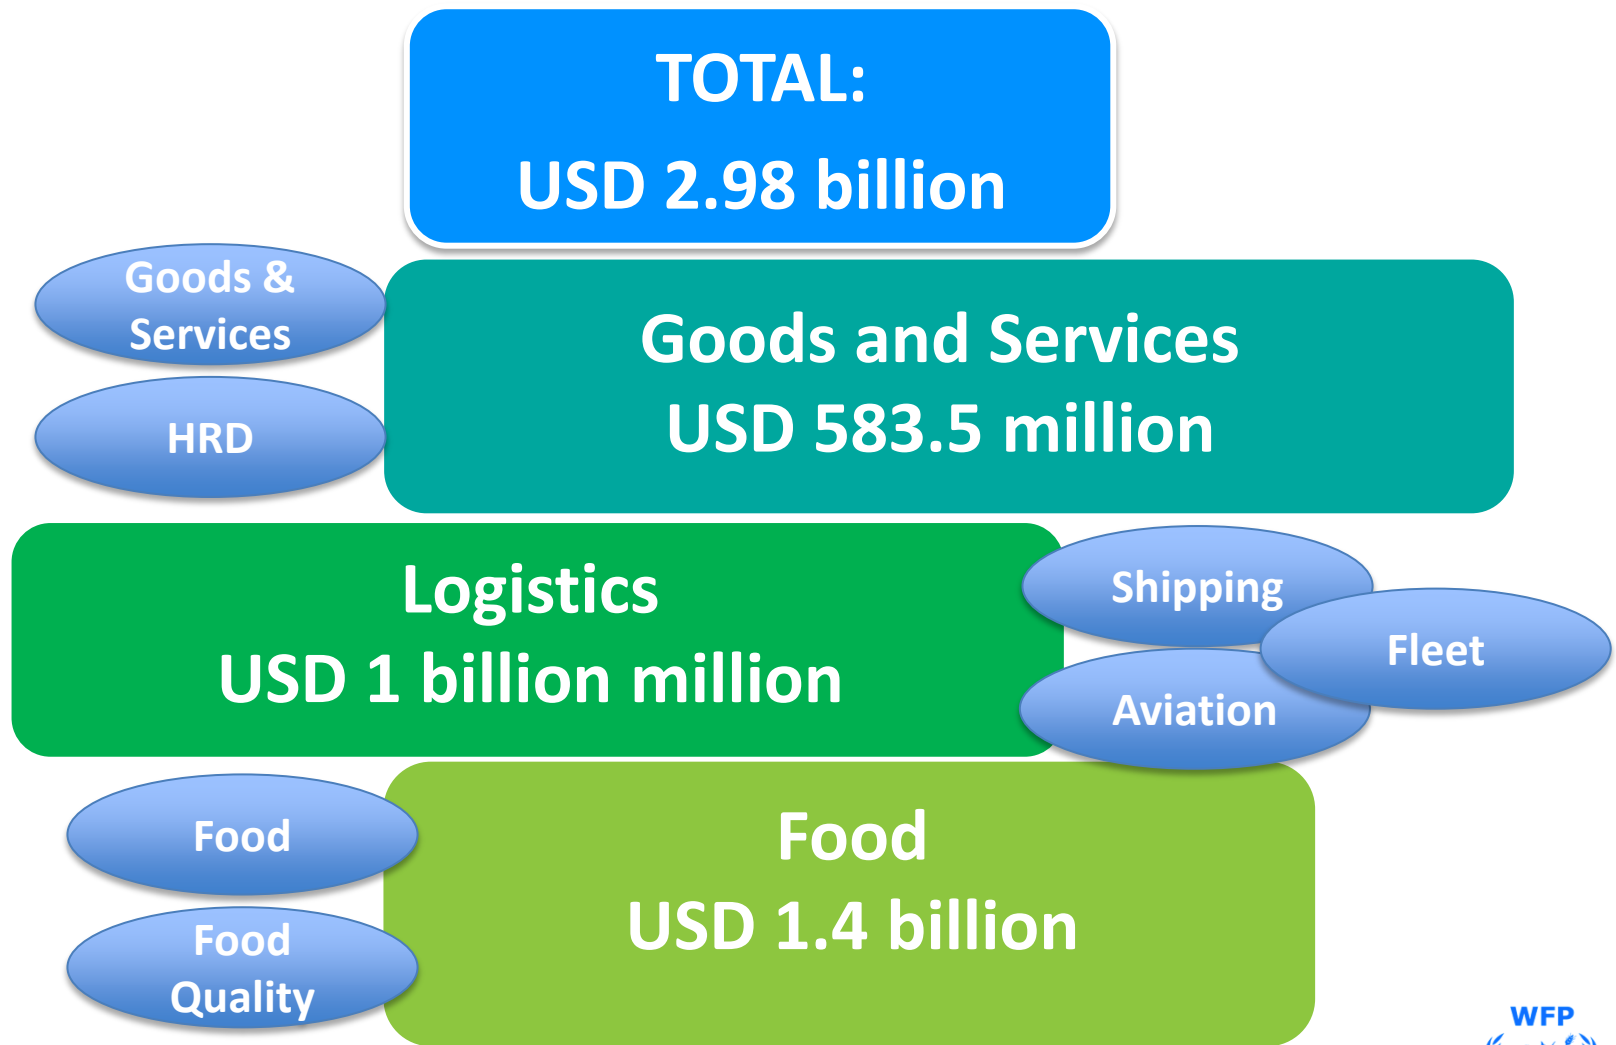 TOTAL:
USD 2.98 billion
Goods &
Services
HRD
Goods and Services
USD 583.5 million
Logistics
USD 1 billion million
Shipping
Fleet
Aviation
Food
Food
Quality
Food
USD 1.4 billion
WFP